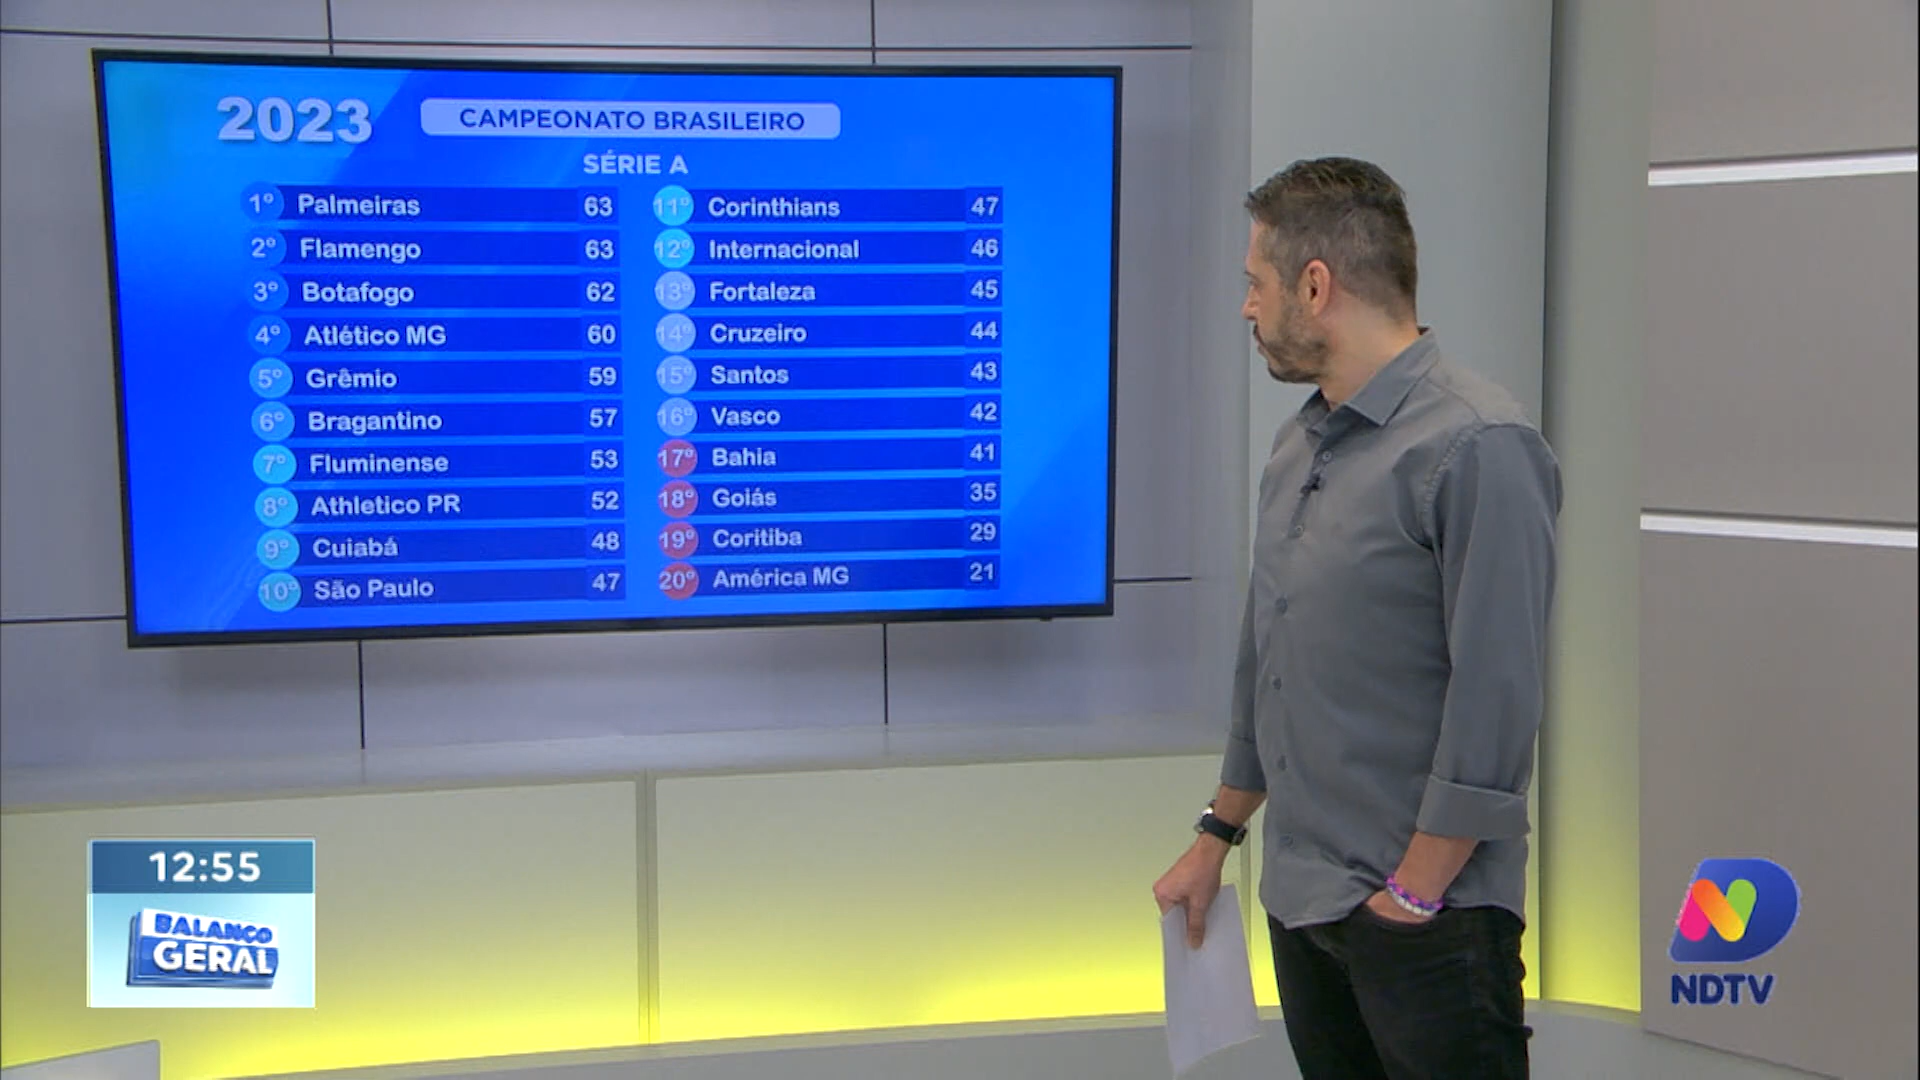 2023
CAMPEONATO BRASILEIRO
SÉRIE A
1º Palmeiras 63
2º Flamengo 63
3º Botafogo 62
4º Atlético MG 60
5º Grêmio 59
6º Bragantino 57
7º Fluminense 53
8º Athletico PR 52
9º Cuiabá 48
10º São Paulo 47
11º Corinthians 47
12º Internacional 46
13º Fortaleza 45
14º Cruzeiro 44
15º Santos 43
16º Vasco 42
17º Bahia 41
18º Goiás 35
19º Coritiba 29
20º América MG 21
12:55
BALANÇO
GERAL
NDTV